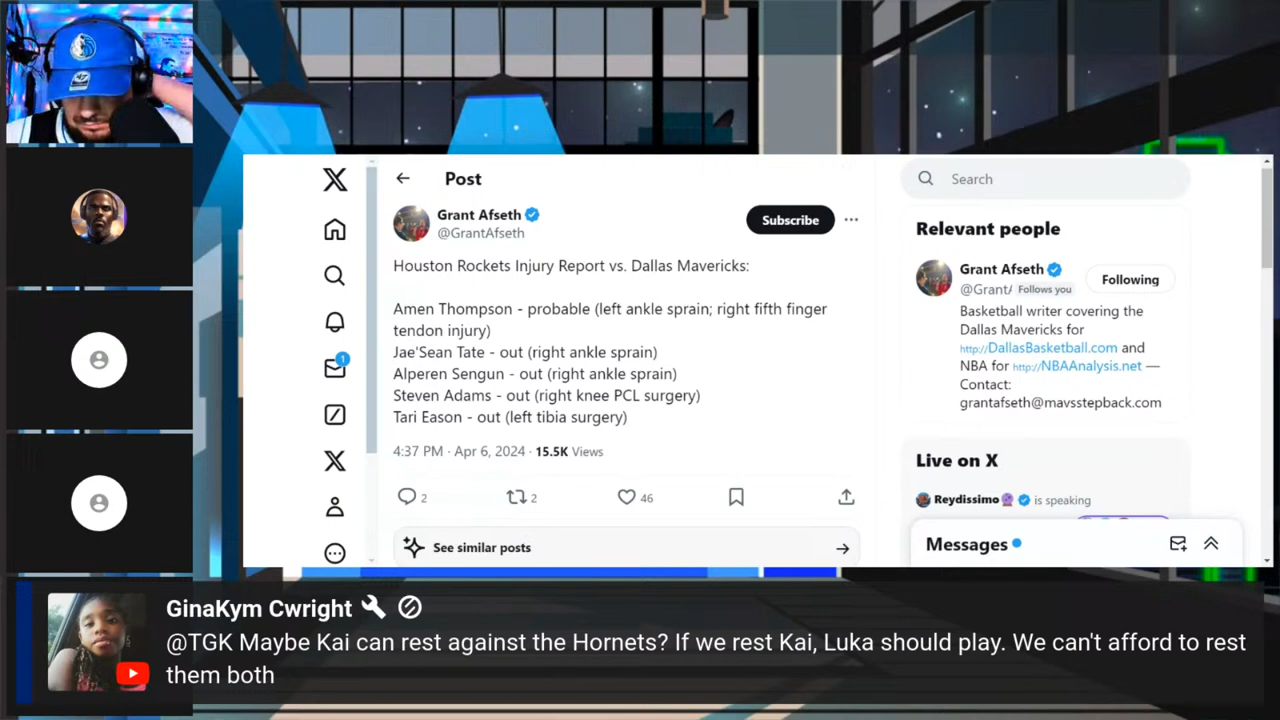 Post
Search
Grant Afseth
@GrantAfseth
Subscribe
Houston Rockets Injury Report vs. Dallas Mavericks:
Amen Thompson - probable (left ankle sprain; right fifth finger
tendon injury)
Jae'Sean Tate - out (right ankle sprain)
Alperen Sengun - out (right ankle sprain)
Steven Adams - out (right knee PCL surgery)
Tari Eason - out (left tibia surgery)
4:37 PM · Apr 6, 2024 · 15.5K Views
2
2
46
See similar posts
1
Relevant people
Grant Afseth
@GrantA Follows you
Following
Basketball writer covering the
Dallas Mavericks for
http://DallasBasketball.com and
NBA for http://NBAAnalysis.net —
Contact:
grantafseth@mavsstepback.com
Live on X
Reydissimo is speaking
Messages
GinaKym Cwright
@TGK Maybe Kai can rest against the Hornets? If we rest Kai, Luka should play. We can't afford to rest
them both